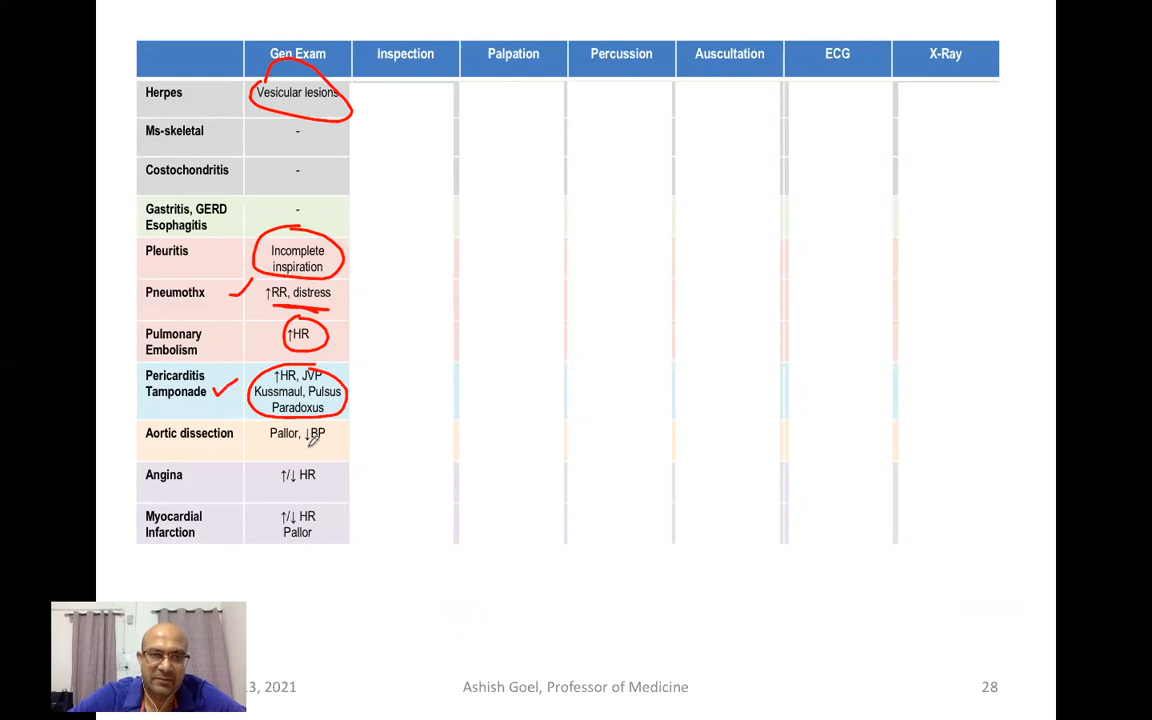 Gen Exam Inspection Palpation Percussion Auscultation ECG X-Ray
Herpes Vesicular lesions
Ms-skeletal -
Costochondritis -
Gastritis, GERD -
Esophagitis
Pleuritis Incomplete
inspiration
Pneumothx ↑RR, distress
Pulmonary ↑HR
Embolism
Pericarditis ↑HR, JVP
Tamponade Kussmaul, Pulsus
Paradoxus
Aortic dissection Pallor, ↓BP
Angina ↑/↓ HR
Myocardial ↑/↓ HR
Infarction Pallor
3, 2021 Ashish Goel, Professor of Medicine 28